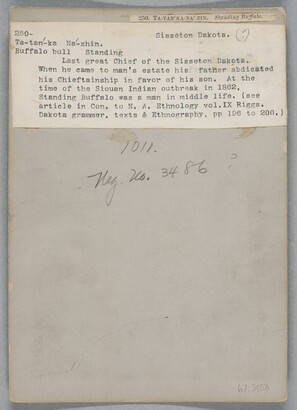 250. TA-TAN'-KA-NA'-ZIN. Standing Buffalo.
250-                                   Sisseton Dakota. (?)
Ta-tan-ka  Na-zhin.
Buffalo bull    Standing
Last great Chief of the Sisseton Dakota.
When he came to man's estate his father abdicated
his Chieftainship in favor of his son.  At the
time of the Siouan Indian outbreak in 1862,
Standing Buffalo was a man in middle life. (see
article in Con. to N. A. Ethnology vol.IX Riggs.
Dakota grammer, texts & Ethnography. pp 196 to 200.)
1011.
Neg. No. 3486 ?